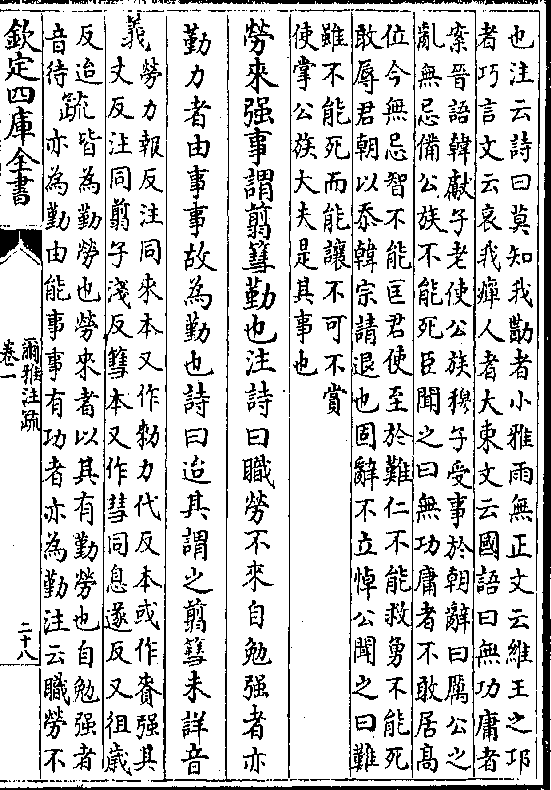 也注云詩曰莫知我勩者小雅雨無正文云維王之邛
者巧言文云哀我癉人者大東文云國語曰無功庸者
案晉語韓獻子老使公族穆子受事於朝辭曰厲公之
亂無忌備公族不能死臣聞之曰無功庸者不敢居高
位今無忌智不能匡君使至於難仁不能救勇不能死
敢辱君朝以忝韓宗請退也固辭不立悼公聞之曰難
雖不能死而能讓不可不賞
使掌公族大夫是其事也
勞來强事謂翦篲勤也注詩曰職勞不來自勉强者亦
勤力者由事事故為勤也詩曰迨其謂之翦篲未詳音
義勞力報反注同來本又作勑力代反本或作賚强其
丈反注同翦子淺反篲本又作彗同息遂反又徂歲
反迨
音待疏皆為勤勞也勞來者以其有勤勞也自勉强者
亦為勤由能事事有功者亦為勤注云職勞不
欽定四庫全書
爾雅注疏
卷一
二十八